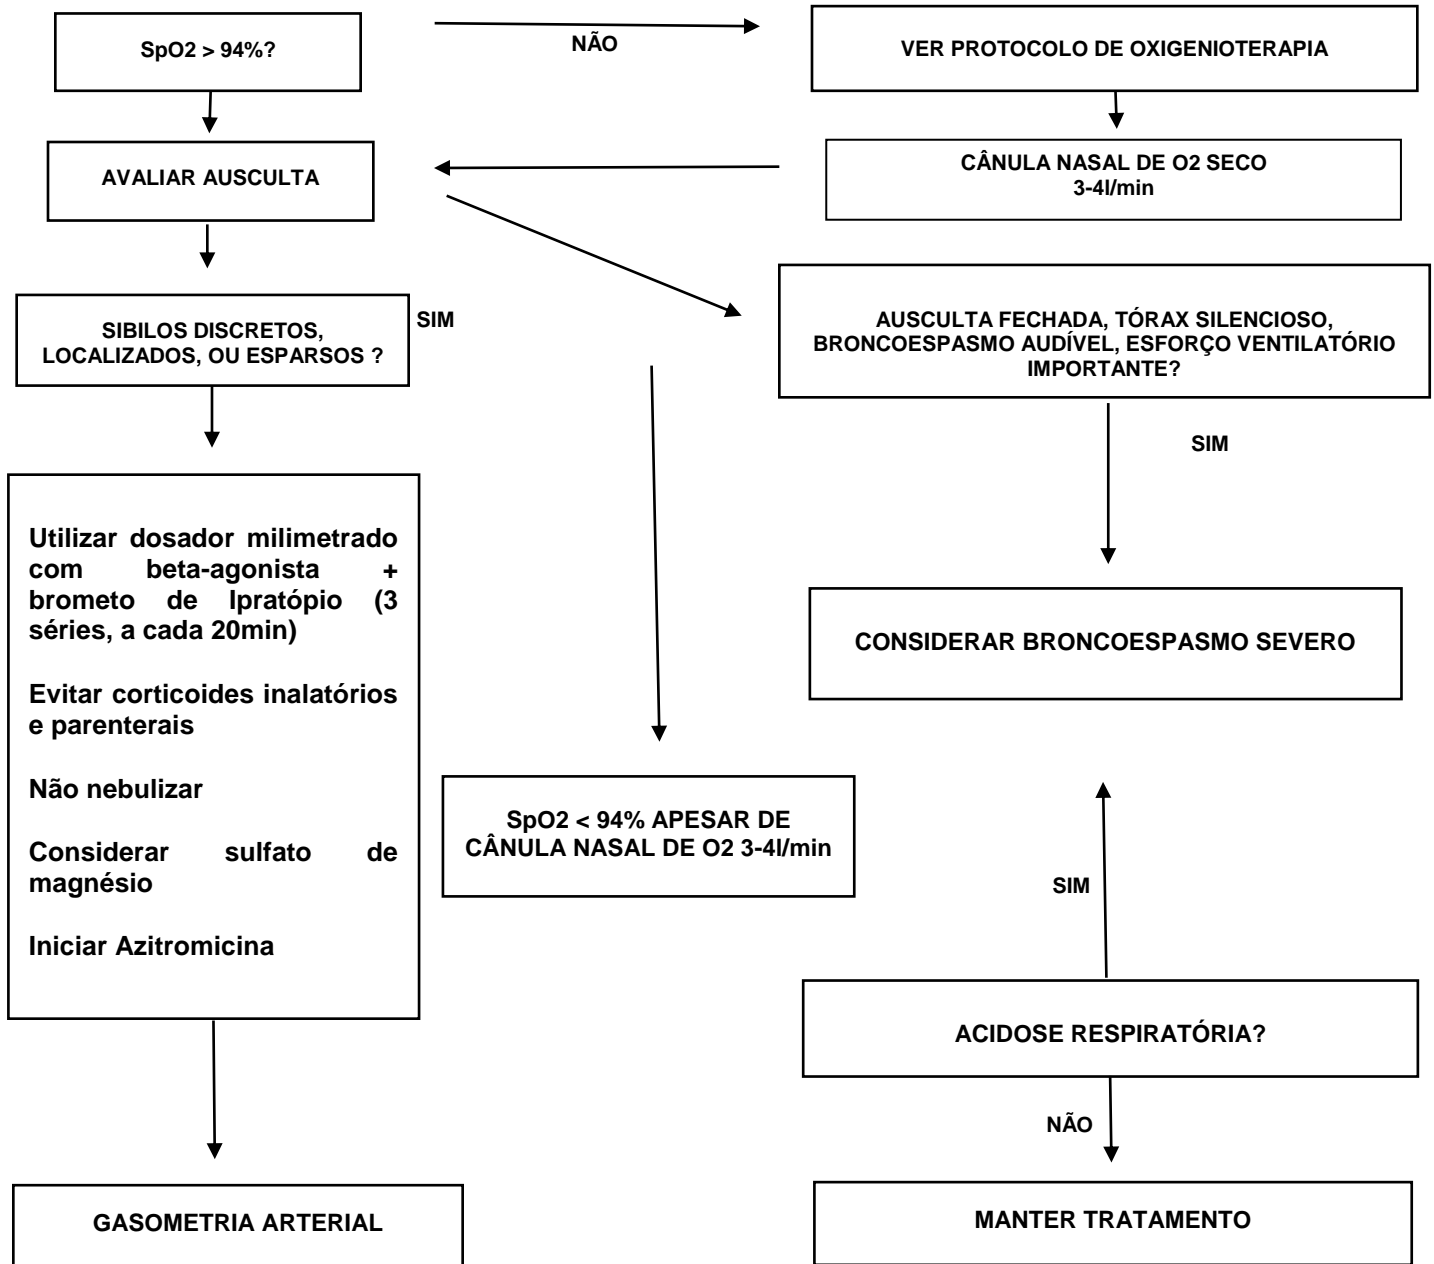 SpO2 > 94%?
NÃO
VER PROTOCOLO DE OXIGENIOTERAPIA
AVALIAR AUSCULTA
CÂNULA NASAL DE O2 SECO
3-4l/min
SIBILOS DISCRETOS,
LOCALIZADOS, OU ESPARSOS ?
SIM
AUSCULTA FECHADA, TÓRAX SILENCIOSO,
BRONCOESPASMO AUDÍVEL, ESFORÇO VENTILATÓRIO
IMPORTANTE?
SIM
Utilizar dosador milimetrado
com beta-agonista +
brometo de Ipratópio (3
séries, a cada 20min)
Evitar corticoides inalatórios
e parenterais
Não nebulizar
Considerar sulfato de
magnésio
Iniciar Azitromicina
CONSIDERAR BRONCOESPASMO SEVERO
SpO2 < 94% APESAR DE
CÂNULA NASAL DE O2 3-4l/min
SIM
ACIDOSE RESPIRATÓRIA?
NÃO
GASOMETRIA ARTERIAL
MANTER TRATAMENTO